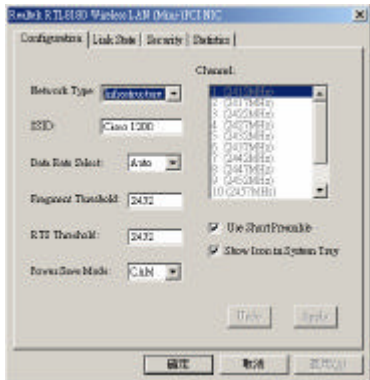 Realtek RTL8180 Wireless LAN (Mini-)PCI NIC
Configuration
Link State
Security
Statistics
Network Type:
Infrastructure
SSID:
Cisco 1200
Data Rate Select:
Auto
Fragment Threshold:
2432
RTS Threshold:
2432
Power Save Mode:
CAM
Channel:
1 (2412MHz)
2 (2417MHz)
3 (2422MHz)
4 (2427MHz)
5 (2432MHz)
6 (2437MHz)
7 (2442MHz)
8 (2447MHz)
9 (2452MHz)
10 (2457MHz)
Use Short Preamble
Show Icon in System Tray
Undo
Apply
確定
取消
套用(A)